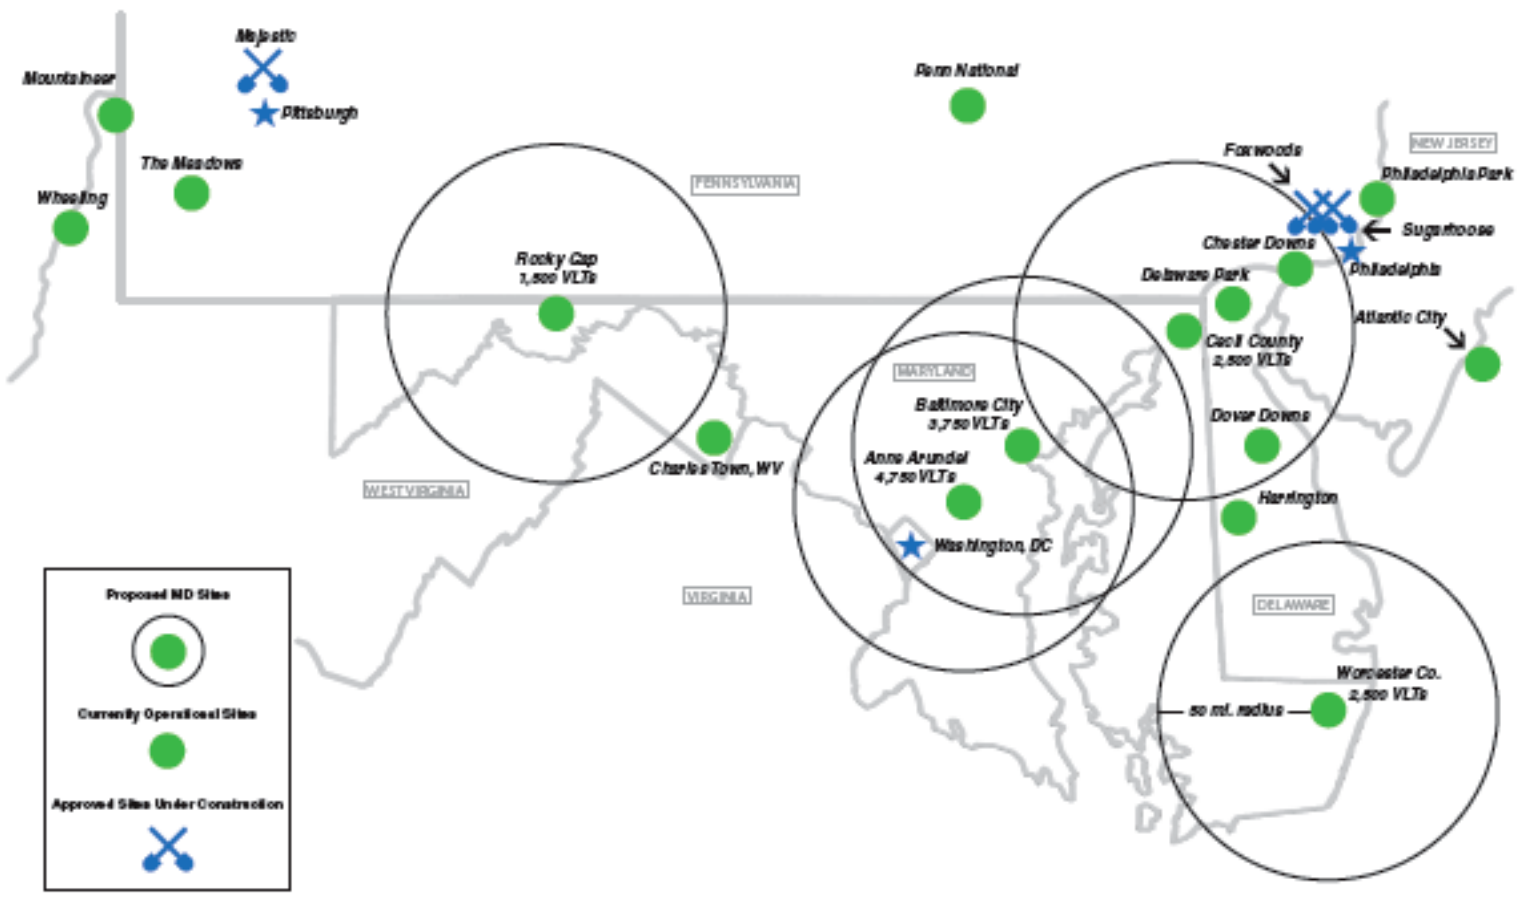 Majestic
Mountaineer
Pittsburgh
The Meadows
Wheeling
Penn National
PENNSYLVANIA
NEW JERSEY
Foxwoods
Philadelphia Park
Sugarhouse
Chester Downs
Philadelphia
Delaware Park
Rocky Gap
1,500 VLTs
Atlantic City
Cecil County
2,500 VLTs
MARYLAND
Baltimore City
3,750 VLTs
Dover Downs
Anne Arundel
4,750 VLTs
Charles Town, WV
WEST VIRGINIA
Harrington
Washington, DC
VIRGINIA
DELAWARE
Worcester Co.
2,500 VLTs
50 mi. radius
Proposed MD Sites
Currently Operational Sites
Approved Sites Under Construction